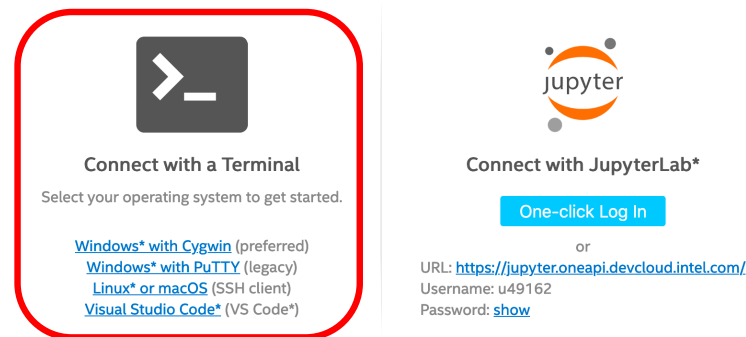 Connect with a Terminal
Select your operating system to get started.
Windows* with Cygwin (preferred)
Windows* with PuTTY (legacy)
Linux* or macOS (SSH client)
Visual Studio Code* (VS Code*)
jupyter
Connect with JupyterLab*
One-click Log In
or
URL: https://jupyter.oneapi.devcloud.intel.com/
Username: u49162
Password: show